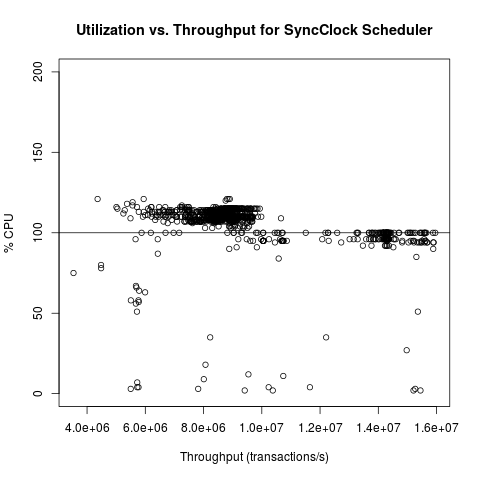 Utilization vs. Throughput for SyncClock Scheduler
200
150
100
50
0
% CPU
4.0e+06 6.0e+06 8.0e+06 1.0e+07 1.2e+07 1.4e+07 1.6e+07
Throughput (transactions/s)